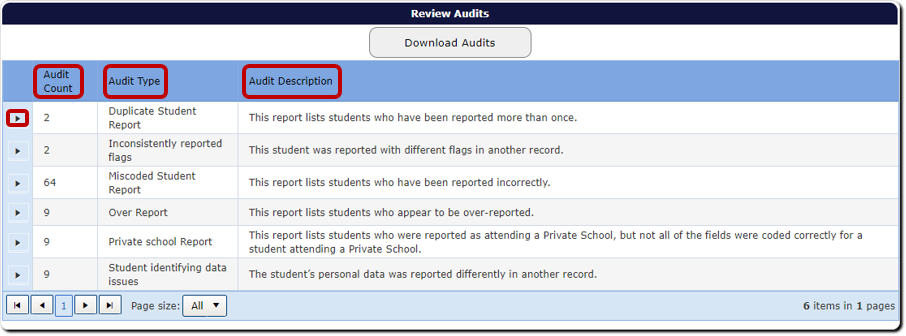 Review Audits
Download Audits
Audit Count
Audit Type
Audit Description
2
Duplicate Student
Report
This report lists students who have been reported more than once.
2
Inconsistently reported
flags
This student was reported with different flags in another record.
64
Miscoded Student
Report
This report lists students who have been reported incorrectly.
9
Over Report
This report lists students who appear to be over-reported.
9
Private school Report
This report lists students who were reported as attending a Private School, but not all of the fields were coded correctly for a
student attending a Private School.
9
Student identifying data
issues
The student's personal data was reported differently in another record.
1
Page size:
All
6 items in 1 pages